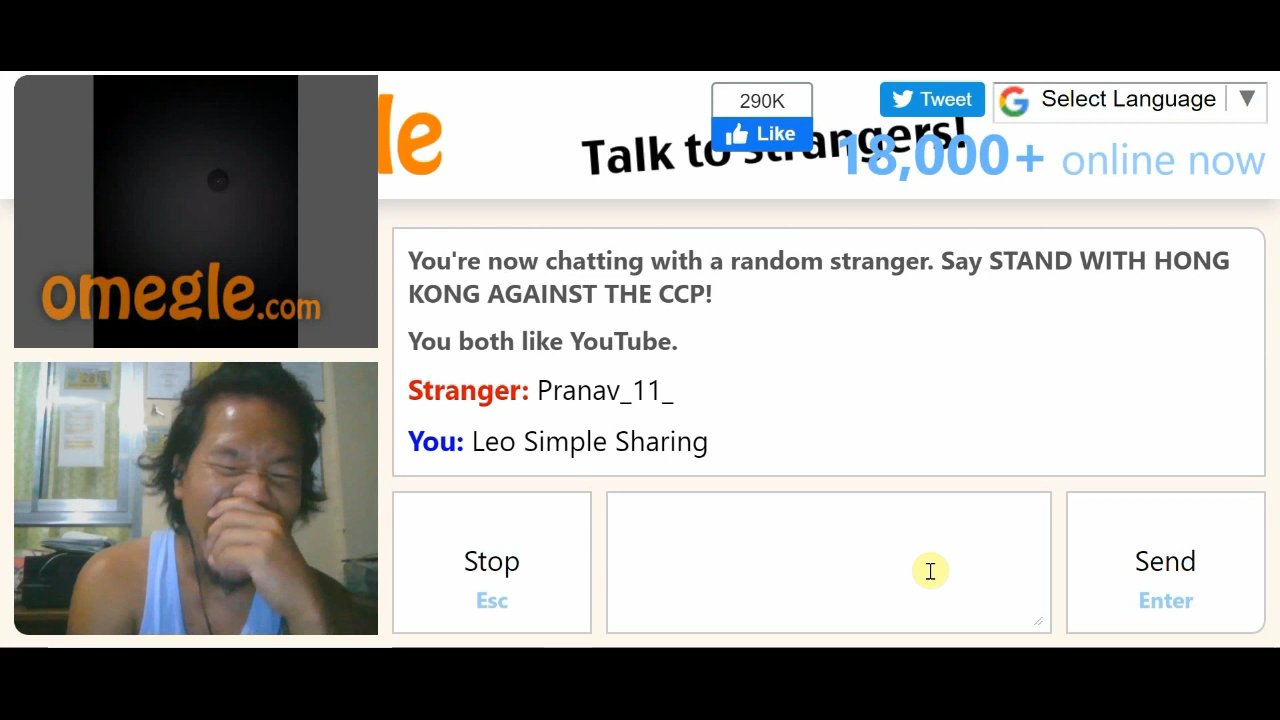 omegle.com
le
Talk to strangers!
290K
Like
Tweet
Select Language
18,000+ online now
You're now chatting with a random stranger. Say STAND WITH HONG
KONG AGAINST THE CCP!
You both like YouTube.
Stranger: Pranav_11_
You: Leo Simple Sharing
Stop
Esc
Send
Enter